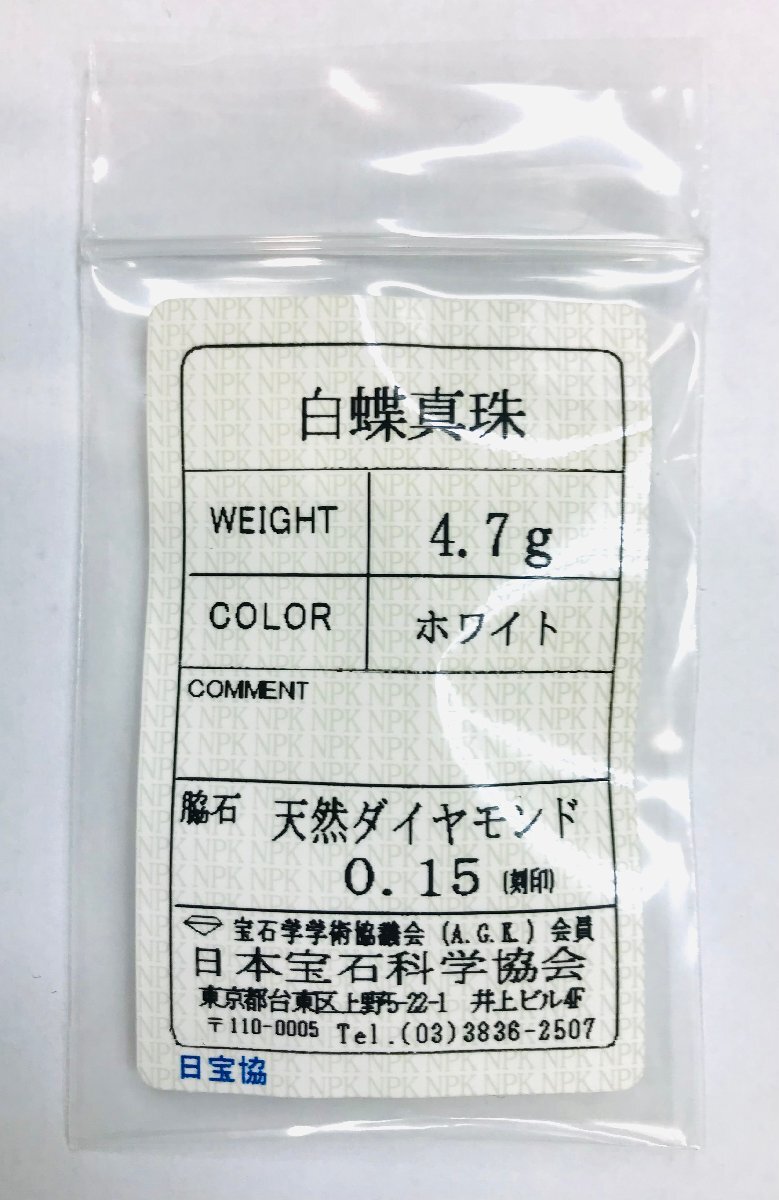 白蝶真珠
WEIGHT 4.7g
COLOR ホワイト
COMMENT
脇石 天然ダイヤモンド
0.15 (刻印)
宝石学学術協議会 (A.G.K.) 会員
日本宝石科学協会
東京都台東区上野5-22-1 井上ビル4F
〒110-0005 Tel.(03)3836-2507
日宝協